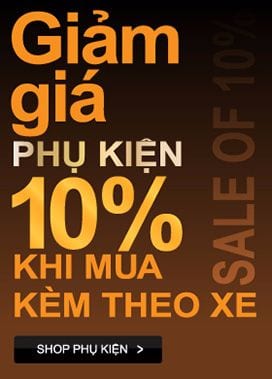 Giảm
giá
PHỤ KIỆN
10%
KHI MUA
KÈM THEO XE
SHOP PHỤ KIỆN >
SALE OF 10%